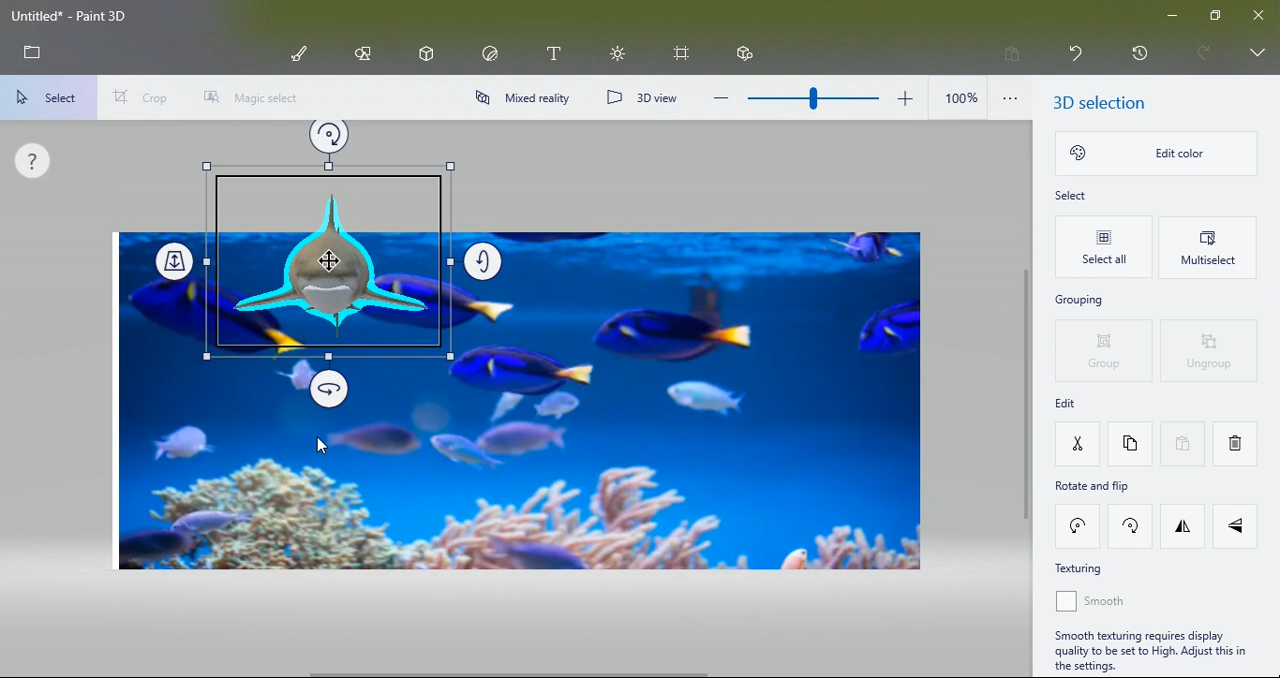 Untitled* - Paint 3D
Select
Crop
Magic select
Mixed reality
3D view
100%
?
3D selection
Edit color
Select
Select all
Multiselect
Grouping
Group
Ungroup
Edit
Rotate and flip
Texturing
Smooth
Smooth texturing requires display
quality to be set to High. Adjust this in
the settings.